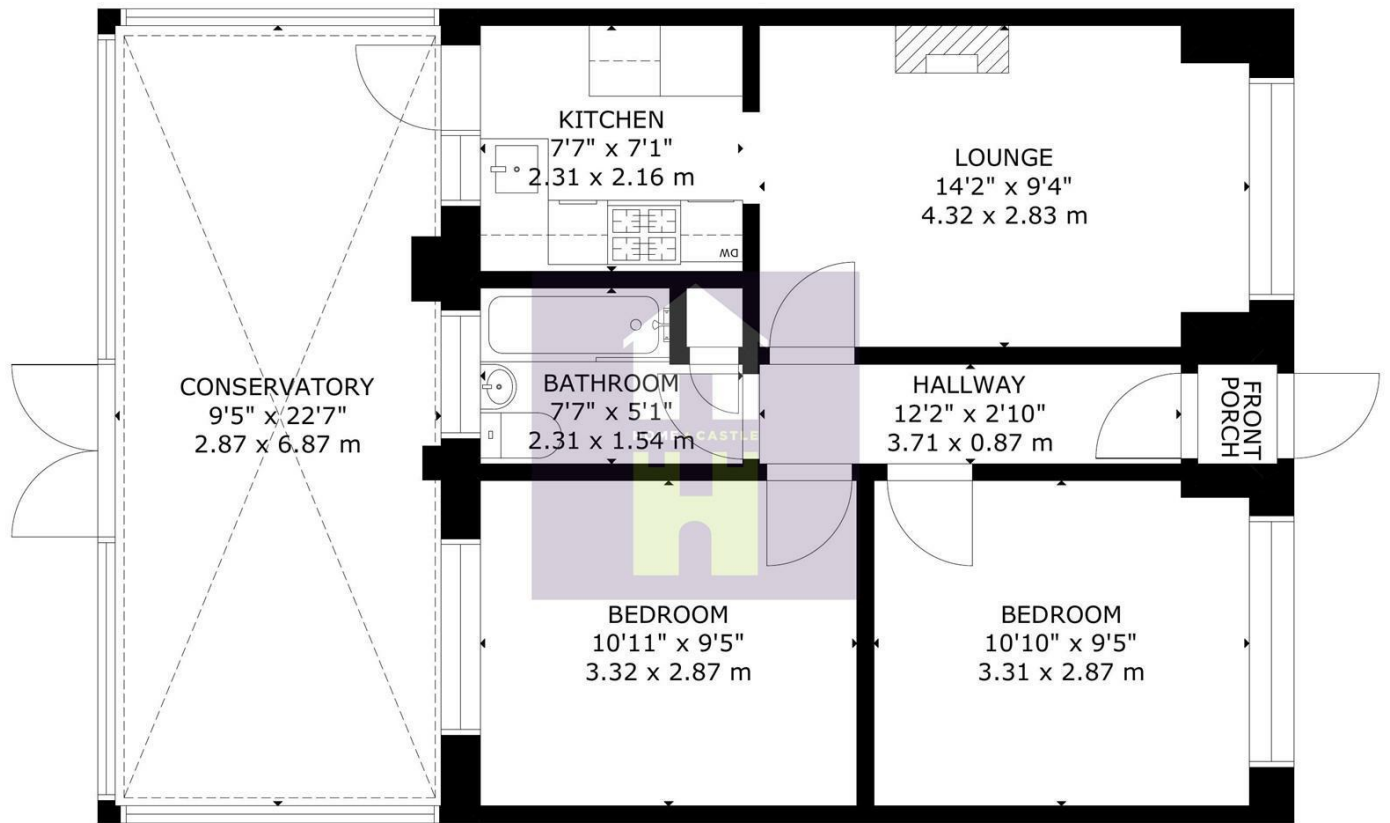 KITCHEN
7'7" x 7'1"
2.31 x 2.16 m
DW
LOUNGE
14'2" x 9'4"
4.32 x 2.83 m
CONSERVATORY
9'5" x 22'7"
2.87 x 6.87 m
BATHROOM
7'7" x 5'1"
2.31 x 1.54 m
HALLWAY
12'2" x 2'10"
3.71 x 0.87 m
FRONT
PORCH
BEDROOM
10'11" x 9'5"
3.32 x 2.87 m
BEDROOM
10'10" x 9'5"
3.31 x 2.87 m
CASTLE